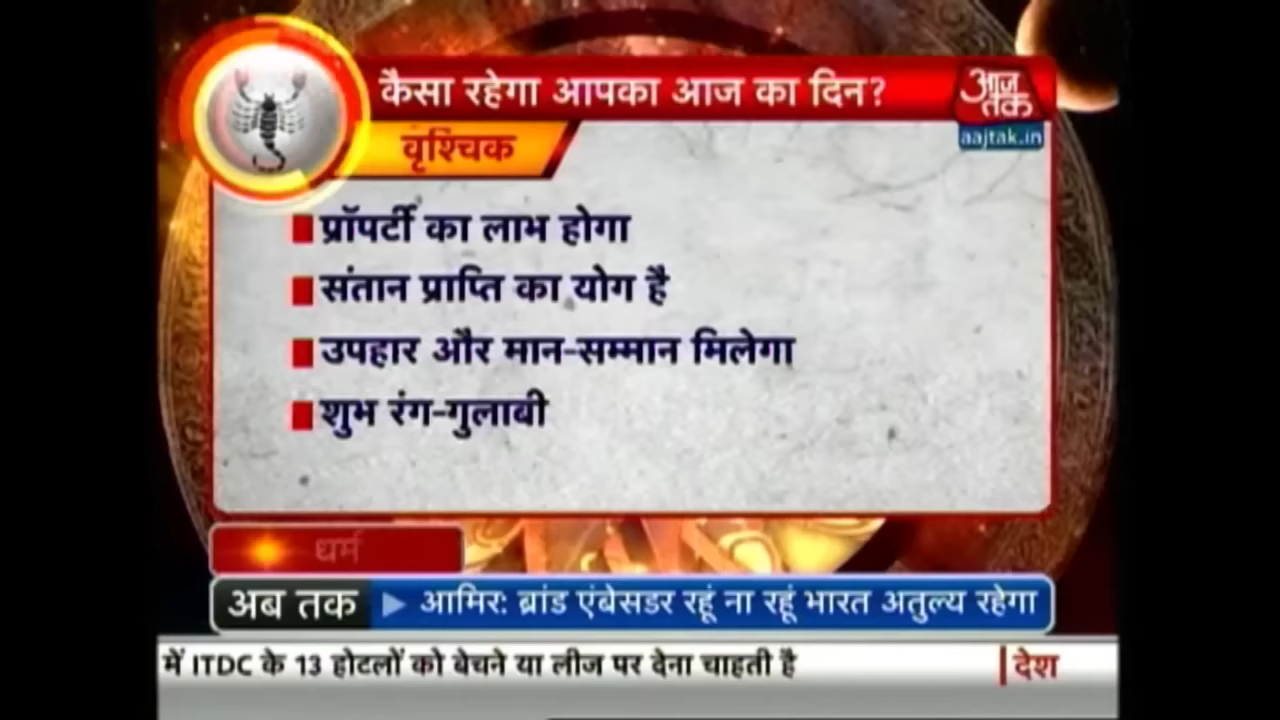 कैसा रहेगा आपका आज का दिन?
आज
तक
aajtak.in
वृश्चिक
प्रॉपर्टी का लाभ होगा
संतान प्राप्ति का योग है
उपहार और मान-सम्मान मिलेगा
शुभ रंग-गुलाबी
धर्म
अब तक
आमिर: ब्रांड एंबेसडर रहूं ना रहूं भारत अतुल्य रहेगा
में ITDC के 13 होटलों को बेचने या लीज पर देना चाहती है
देश